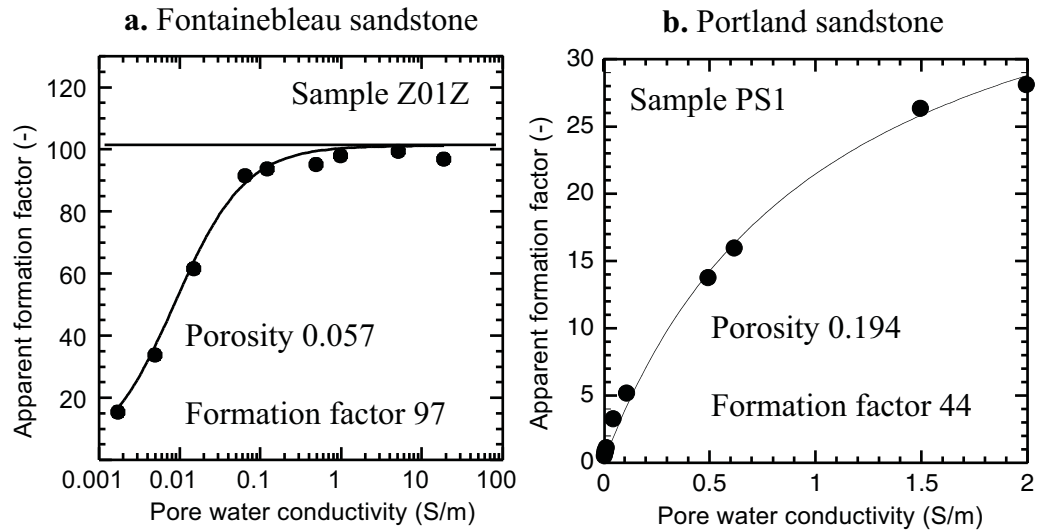 a. Fontainebleau sandstone
Apparent formation factor (-)
120
100
80
60
40
20
Sample Z01Z
Porosity 0.057
Formation factor 97
0.001 0.01 0.1 1 10 100
Pore water conductivity (S/m)
b. Portland sandstone
Apparent formation factor (-)
30
25
20
15
10
5
0
Sample PS1
Porosity 0.194
Formation factor 44
0 0.5 1 1.5 2
Pore water conductivity (S/m)